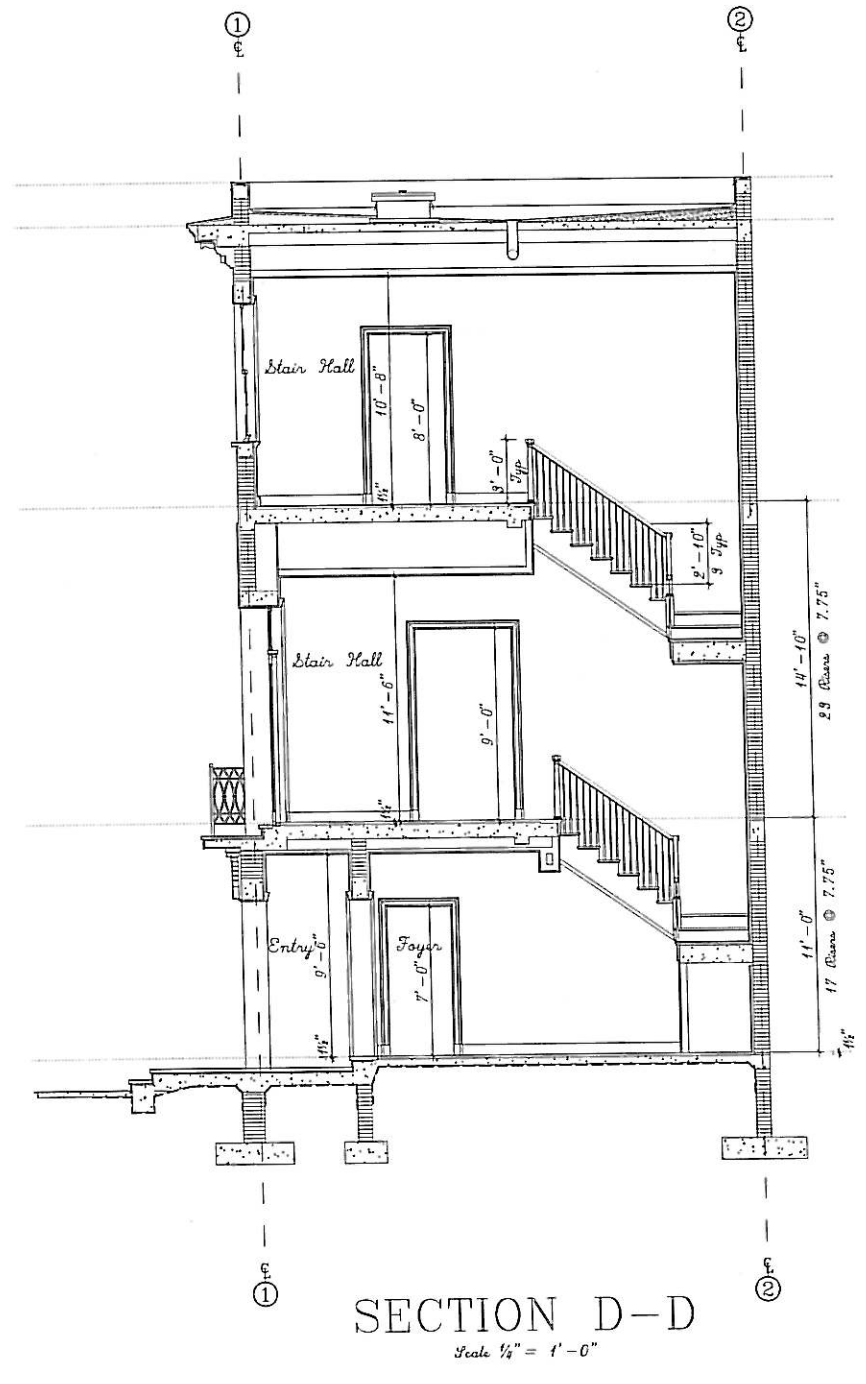 1
2
℄
℄
Stair Hall
10'-8"
8'-0"
1½"
3'-0"
Typ
2'-10"
9 Typ
Stair Hall
11'-6"
9'-0"
1½"
14'-10"
23 Risers @ 7.75"
Entry
9'-6"
1½"
Foyer
7'-0"
11'-0"
17 Risers @ 7.75"
1½"
℄
℄
1
2
SECTION D-D
Scale ¼" = 1'-0"